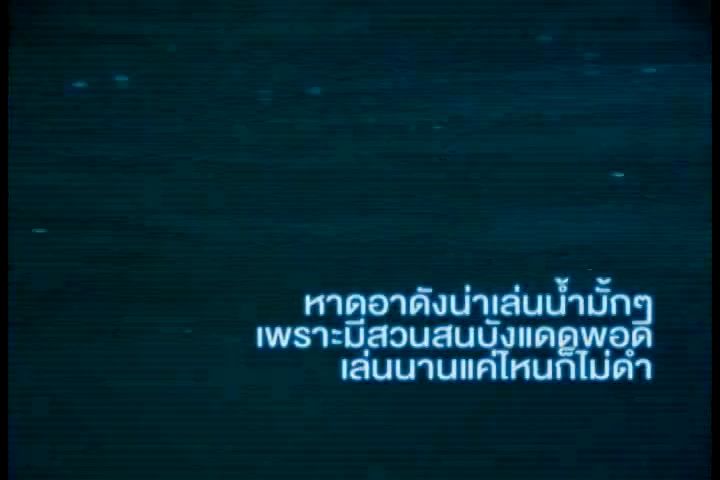 หาดอาดังน่าเล่นน้ำมั้กๆ
เพราะมีสวนสนบังแดดพอดี
เล่นนานแค่ไหนก็ไม่ดำ